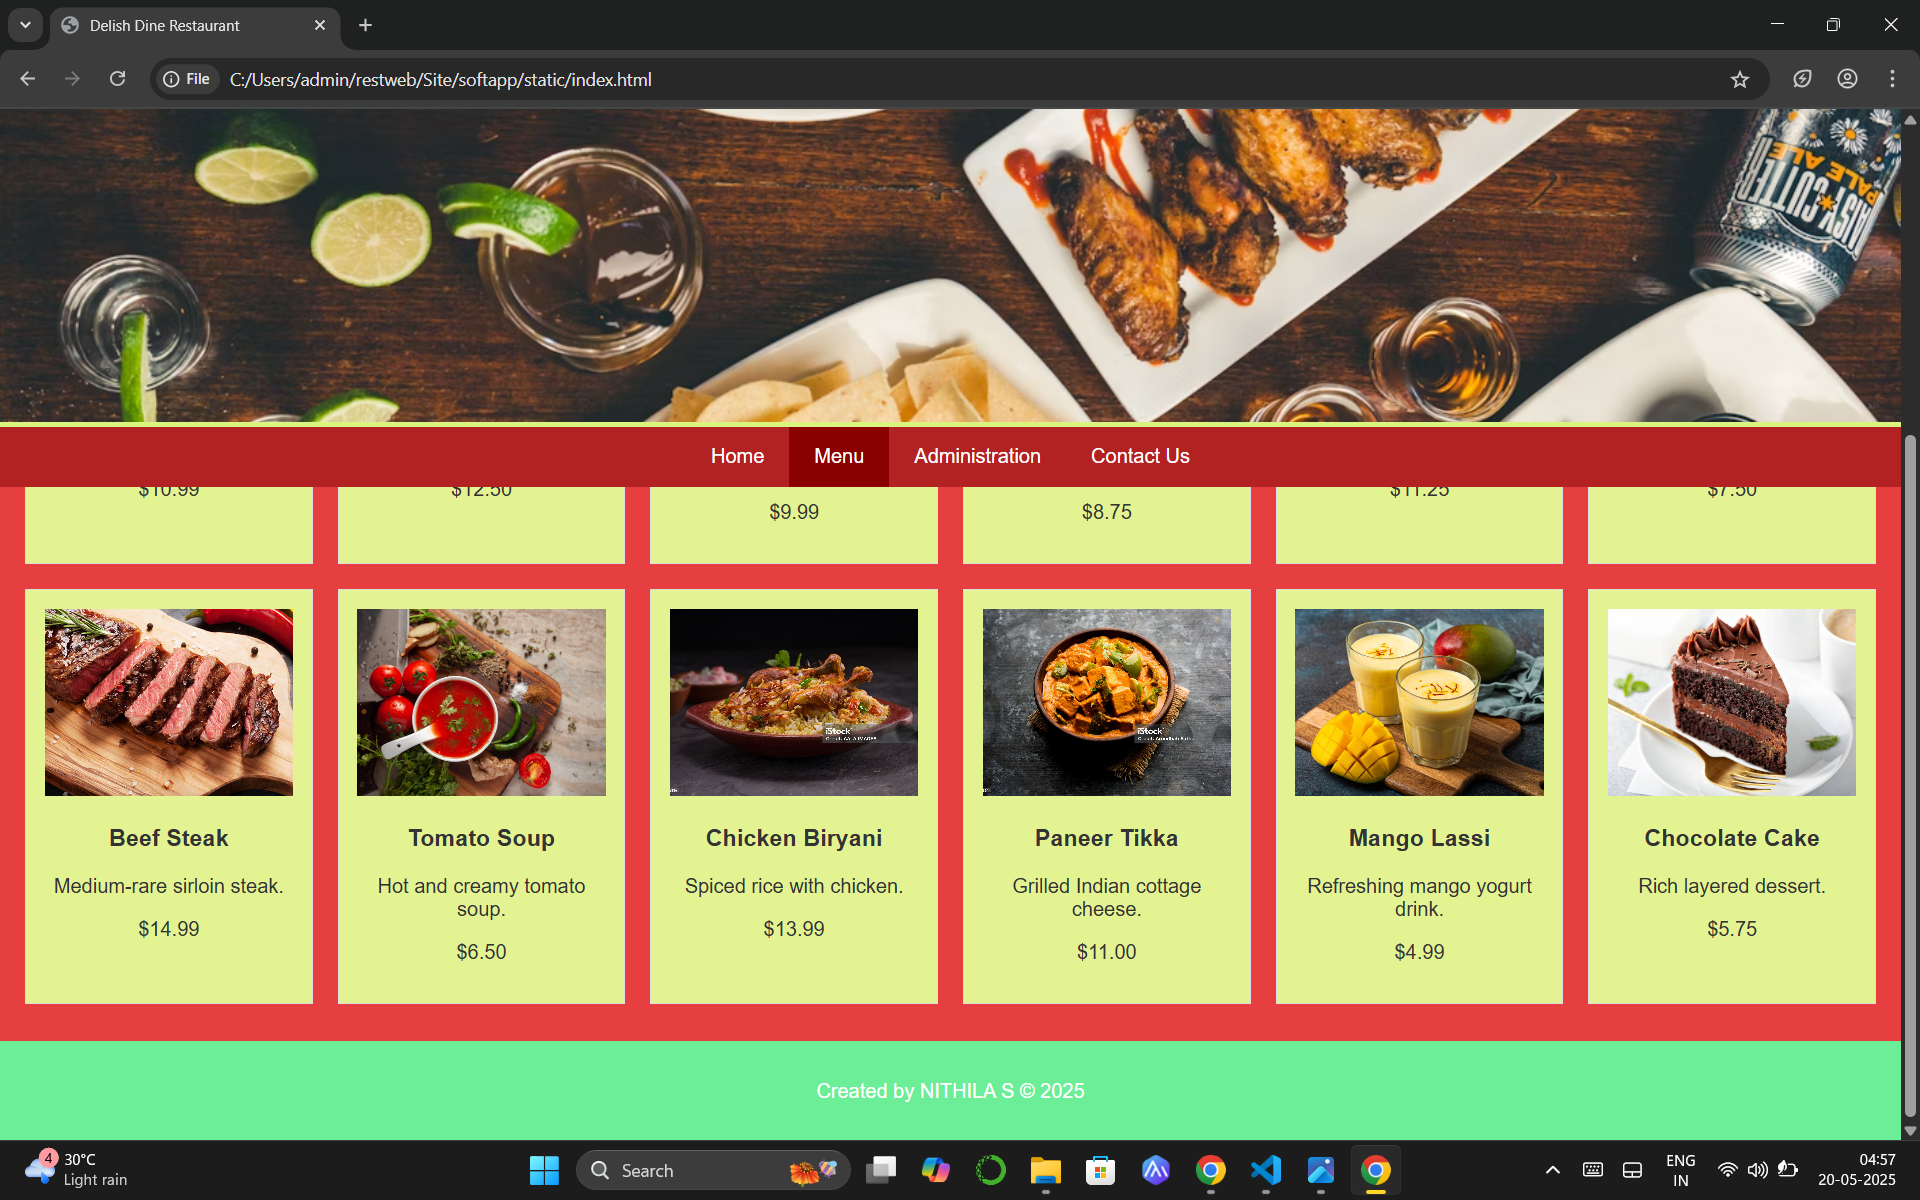 Delish Dine Restaurant
File
C:/Users/admin/restweb/Site/softapp/static/index.html
PALE ALE
Home
Menu
Administration
Contact Us
$10.99
$12.50
$9.99
$8.75
$11.25
$7.50
Beef Steak
Medium-rare sirloin steak.
$14.99
Tomato Soup
Hot and creamy tomato
soup.
$6.50
iStock
Chicken Biryani
Spiced rice with chicken.
$13.99
iStock
Paneer Tikka
Grilled Indian cottage
cheese.
$11.00
Mango Lassi
Refreshing mango yogurt
drink.
$4.99
Chocolate Cake
Rich layered dessert.
$5.75
Created by NITHILA S © 2025
4
30°C
Light rain
Search
ENG
IN
04:57
20-05-2025